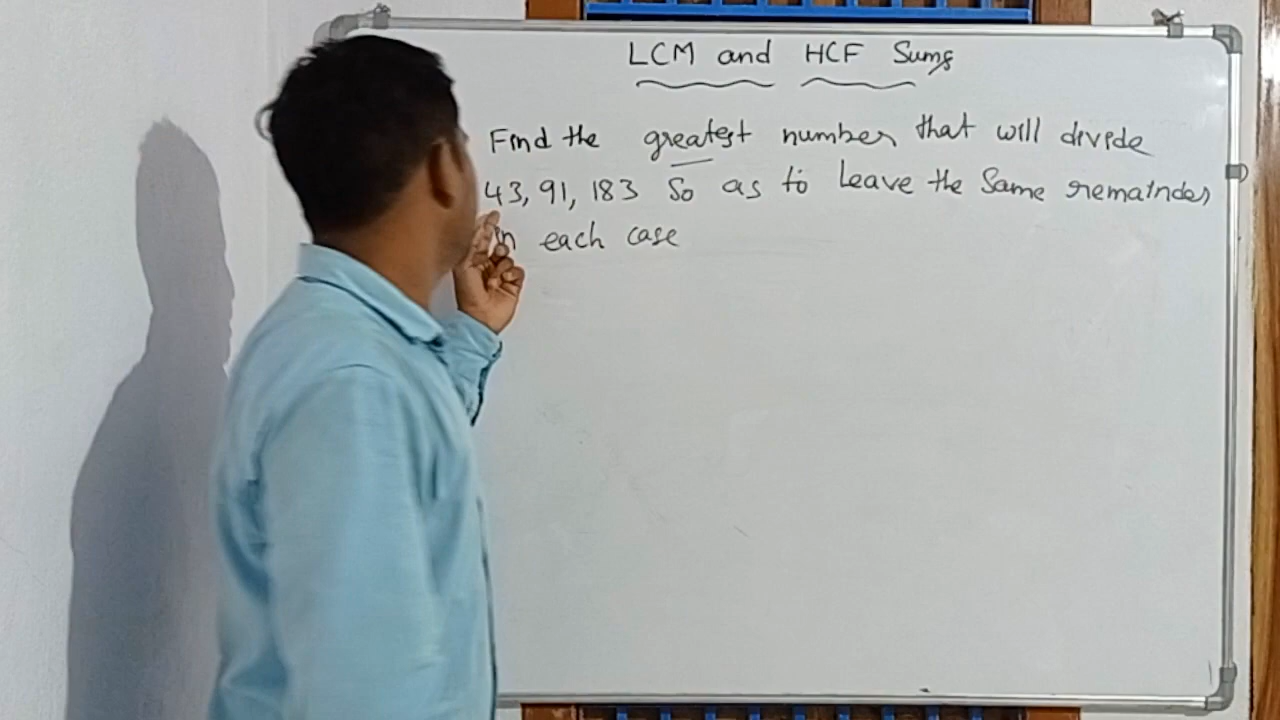 LCM and HCF Sums
Find the greatest number that will divide
43, 91, 183 So as to Leave the Same remainder
in each case